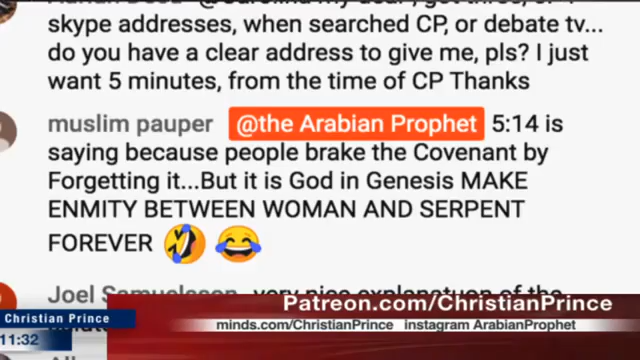 skype addresses, when searched CP, or debate tv...
do you have a clear address to give me, pls? I just
want 5 minutes, from the time of CP Thanks
muslim pauper @the Arabian Prophet 5:14 is
saying because people brake the Covenant by
Forgetting it...But it is God in Genesis MAKE
ENMITY BETWEEN WOMAN AND SERPENT
FOREVER 🤣 😂
Joel Samuelsson very nice explanatuon of the
Christian Prince
Patreon.com/ChristianPrince
11:32
minds.com/ChristianPrince instagram ArabianProphet